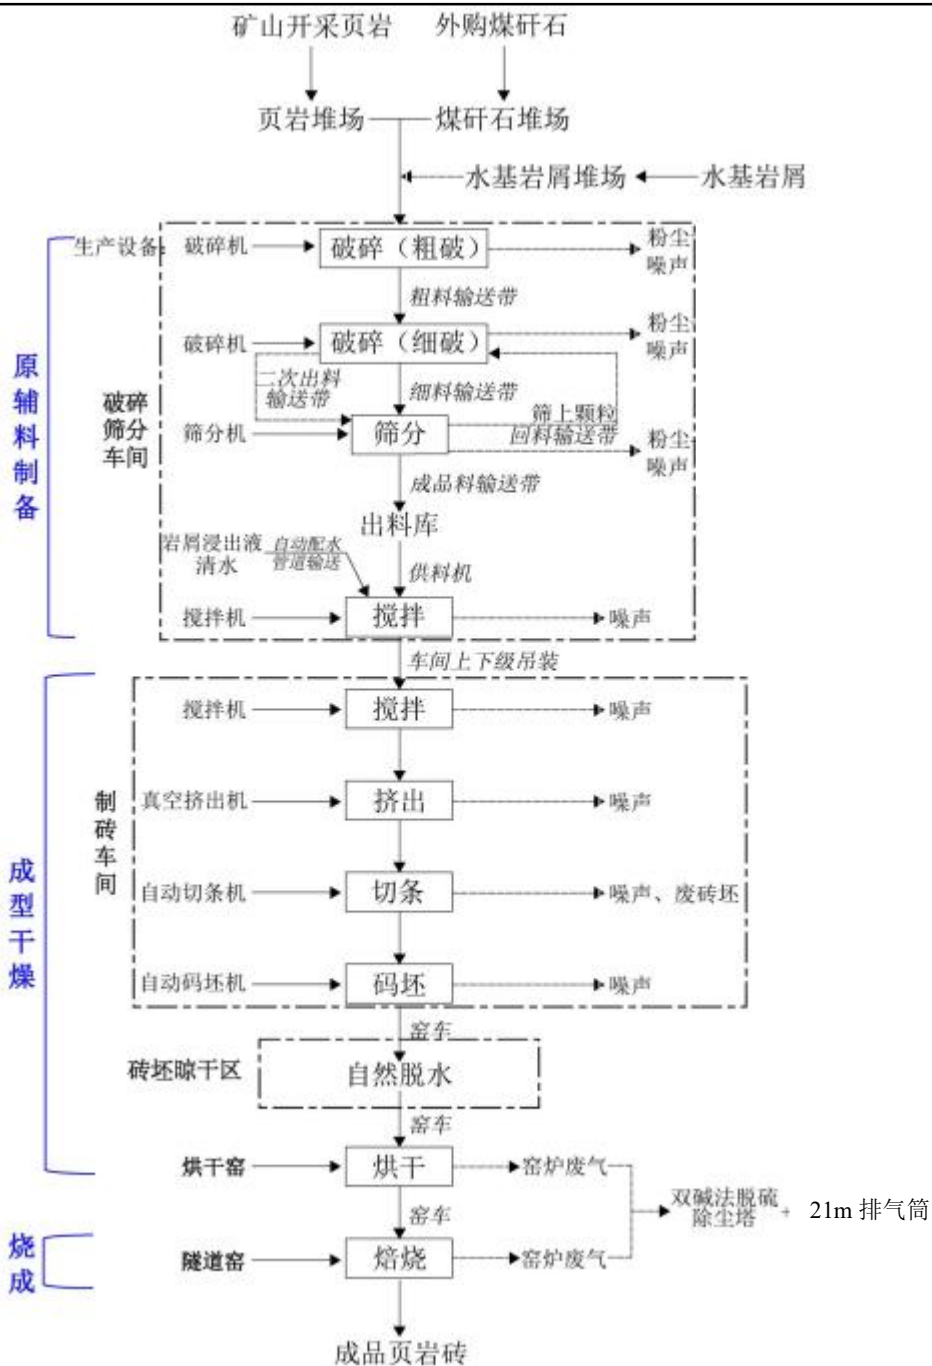 矿山开采页岩
外购煤矸石
页岩堆场
煤矸石堆场
水基岩屑堆场
水基岩屑
生产设备:
破碎机
破碎（粗破）
粉尘
噪声
粗料输送带
破碎机
破碎（细破）
粉尘
噪声
二次出料
输送带
细料输送带
筛上颗粒
回料输送带
筛分机
筛分
粉尘
噪声
成品料输送带
出料库
岩屑浸出液
清水
自动配水
管道输送
供料机
搅拌机
搅拌
噪声
原辅料制备
破碎
筛分
车间
车间上下级吊装
搅拌机
搅拌
噪声
真空挤出机
挤出
噪声
制砖车间
自动切条机
切条
噪声、废砖坯
自动码坯机
码坯
噪声
成型干燥
窑车
砖坯晾干区
自然脱水
窑车
烘干窑
烘干
窑炉废气
双碱法脱硫
除尘塔
+
21m 排气筒
窑车
烧成
隧道窑
焙烧
窑炉废气
成品页岩砖